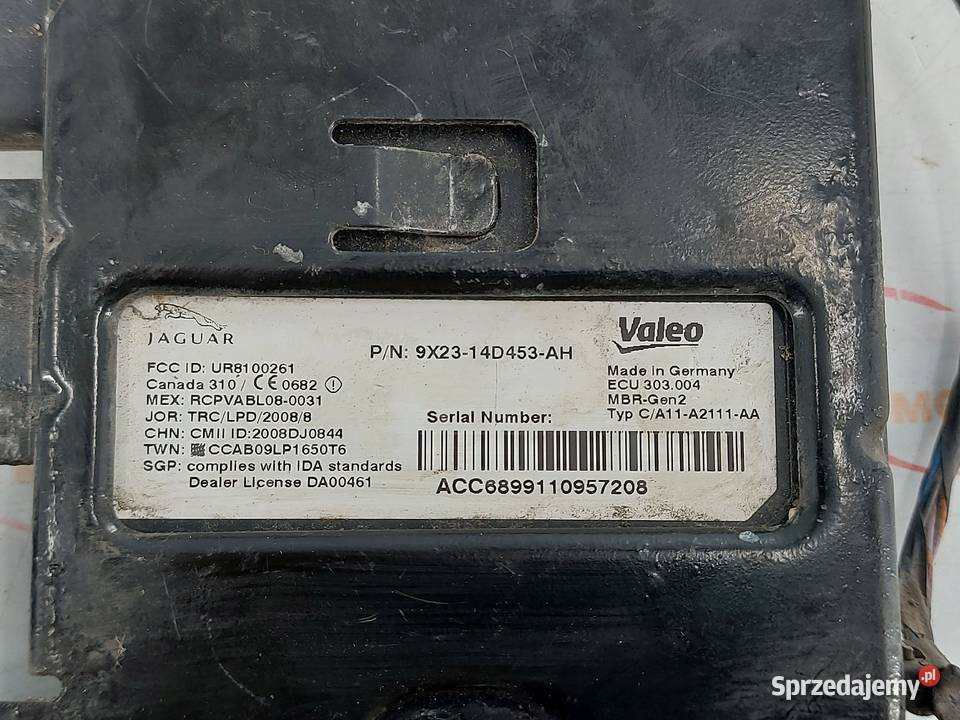 JAGUAR
P/N: 9X23-14D453-AH
Valeo
FCC ID: UR8100261
Canada 310 / CE 0682
MEX: RCPVABL08-0031
JOR: TRC/LPD/2008/8
CHN: CMII ID:2008DJ0844
TWN: CCAB09LP1650T6
SGP: complies with IDA standards
Dealer License DA00461
Serial Number:
ACC6899110957208
Made in Germany
ECU 303.004
MBR-Gen2
Typ C/A11-A2111-AA
Sprzedajemy.pl